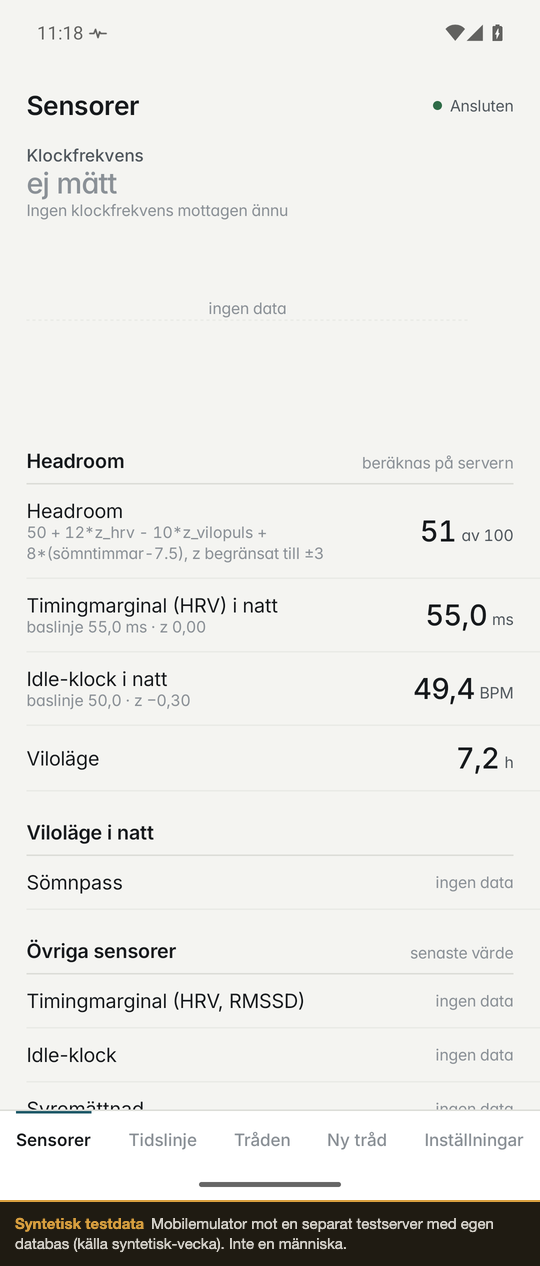 11:18
Sensorer
Ansluten
Klockfrekvens
ej mätt
Ingen klockfrekvens mottagen ännu
ingen data
Headroom
beräknas på servern
Headroom
50 + 12*z_hrv - 10*z_vilopuls +
8*(sömntimmar-7.5), z begränsat till ±3
51 av 100
Timingmarginal (HRV) i natt
baslinje 55,0 ms · z 0,00
55,0 ms
Idle-klock i natt
baslinje 50,0 · z −0,30
49,4 BPM
Viloläge
7,2 h
Viloläge i natt
Sömnpass
ingen data
Övriga sensorer
senaste värde
Timingmarginal (HRV, RMSSD)
ingen data
Idle-klock
ingen data
Syremättnad
ingen data
Sensorer
Tidslinje
Tråden
Ny tråd
Inställningar
Syntetisk testdata Mobilemulator mot en separat testserver med egen
databas (källa syntetisk-vecka). Inte en människa.